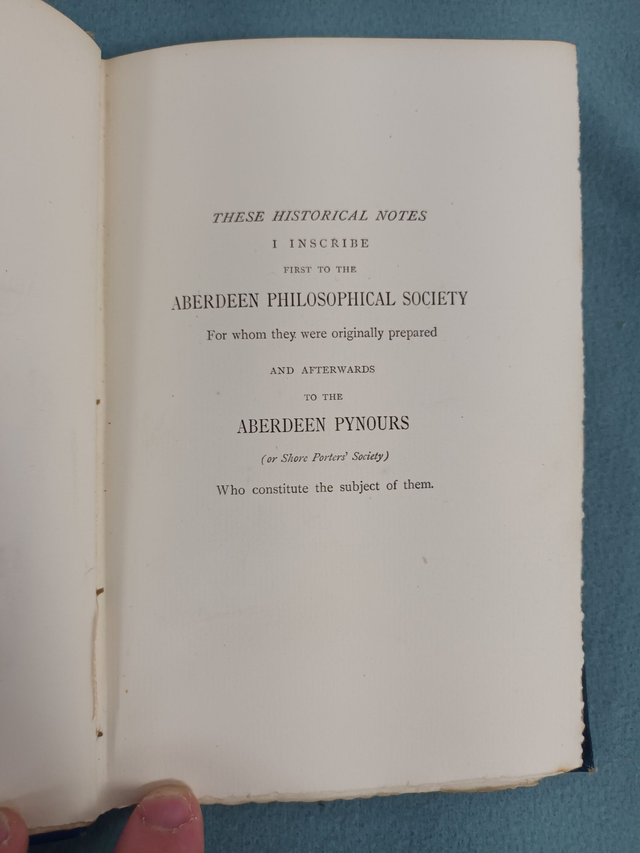 THESE HISTORICAL NOTES
I INSCRIBE
FIRST TO THE
ABERDEEN PHILOSOPHICAL SOCIETY
For whom they were originally prepared
AND AFTERWARDS
TO THE
ABERDEEN PYNOURS
(or Shore Porters' Society)
Who constitute the subject of them.